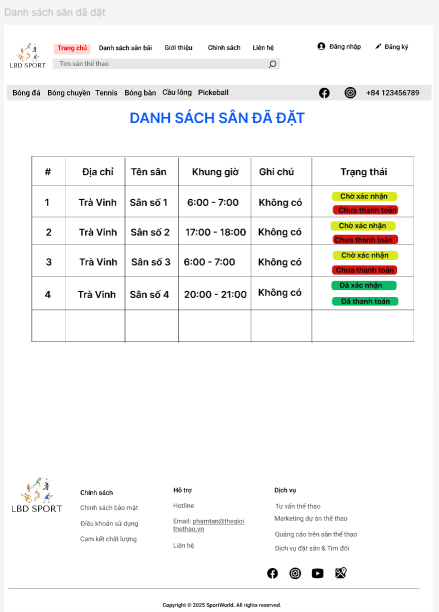 Danh sách sân đã đặt
Trang chủ Danh sách sân bãi Giới thiệu Chính sách Liên hệ Đăng nhập Đăng ký
LBD SPORT
Tìm sân thể thao
Bóng đá Bóng chuyền Tennis Bóng bàn Cầu lông Pickeball +84 123456789
DANH SÁCH SÂN ĐÃ ĐẶT
# Địa chỉ Tên sân Khung giờ Ghi chú Trạng thái
1 Trà Vinh Sân số 1 6:00 - 7:00 Không có Chờ xác nhận
Chưa thanh toán
2 Trà Vinh Sân số 2 17:00 - 18:00 Không có Chờ xác nhận
Chưa thanh toán
3 Trà Vinh Sân số 3 6:00 - 7:00 Không có Chờ xác nhận
Chưa thanh toán
4 Trà Vinh Sân số 4 20:00 - 21:00 Không có Đã xác nhận
Đã thanh toán
LBD SPORT
Chính sách
Chính sách bảo mật
Điều khoản sử dụng
Cam kết chất lượng
Hỗ trợ
Hotline
Email: phamtan@thegioi
thethao.vn
Liên hệ
Dịch vụ
Tư vấn thể thao
Marketing dự án thể thao
Quảng cáo trên sân thể thao
Dịch vụ đặt sân & Tìm đối
Copyright © 2025 SportWorld. All rights reserved.